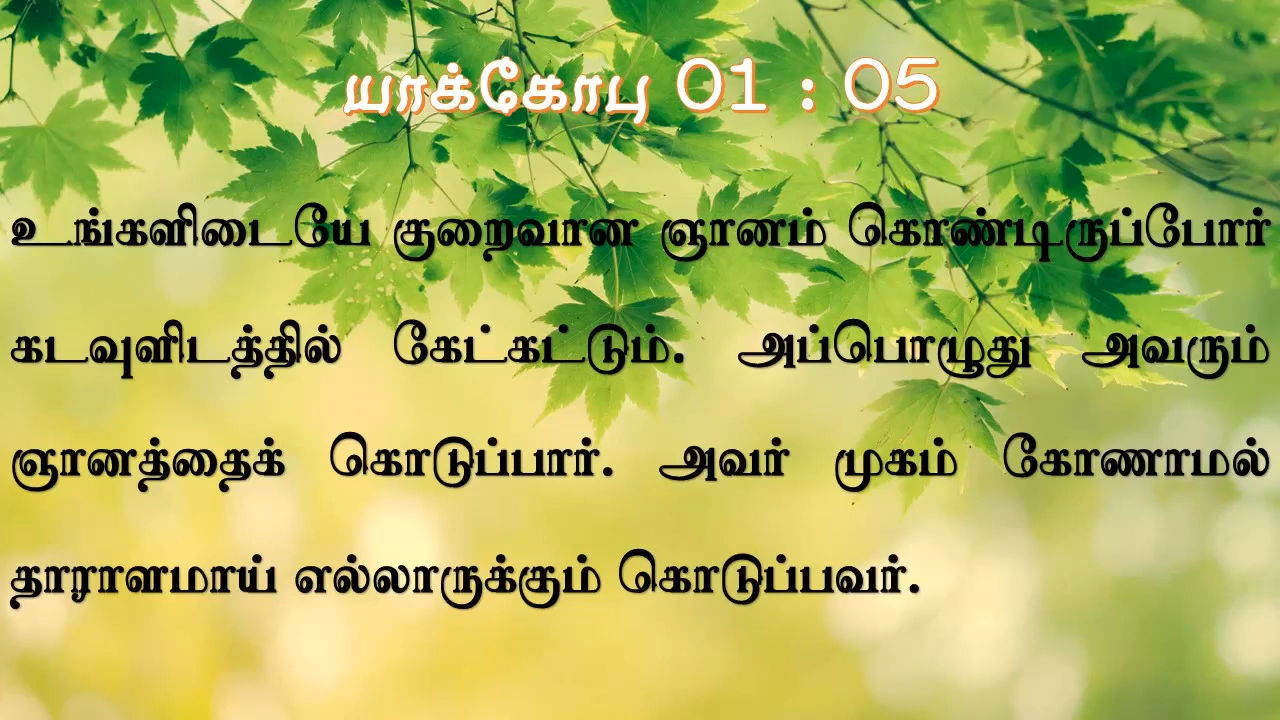 யாக்கோபு 01 : 05
உங்களிடையே குறைவான ஞானம் கொண்டிருப்போர்
கடவுளிடத்தில் கேட்கட்டும். அப்பொழுது அவரும்
ஞானத்தைக் கொடுப்பார். அவர் முகம் கோணாமல்
தாராளமாய் எல்லாருக்கும் கொடுப்பவர்.